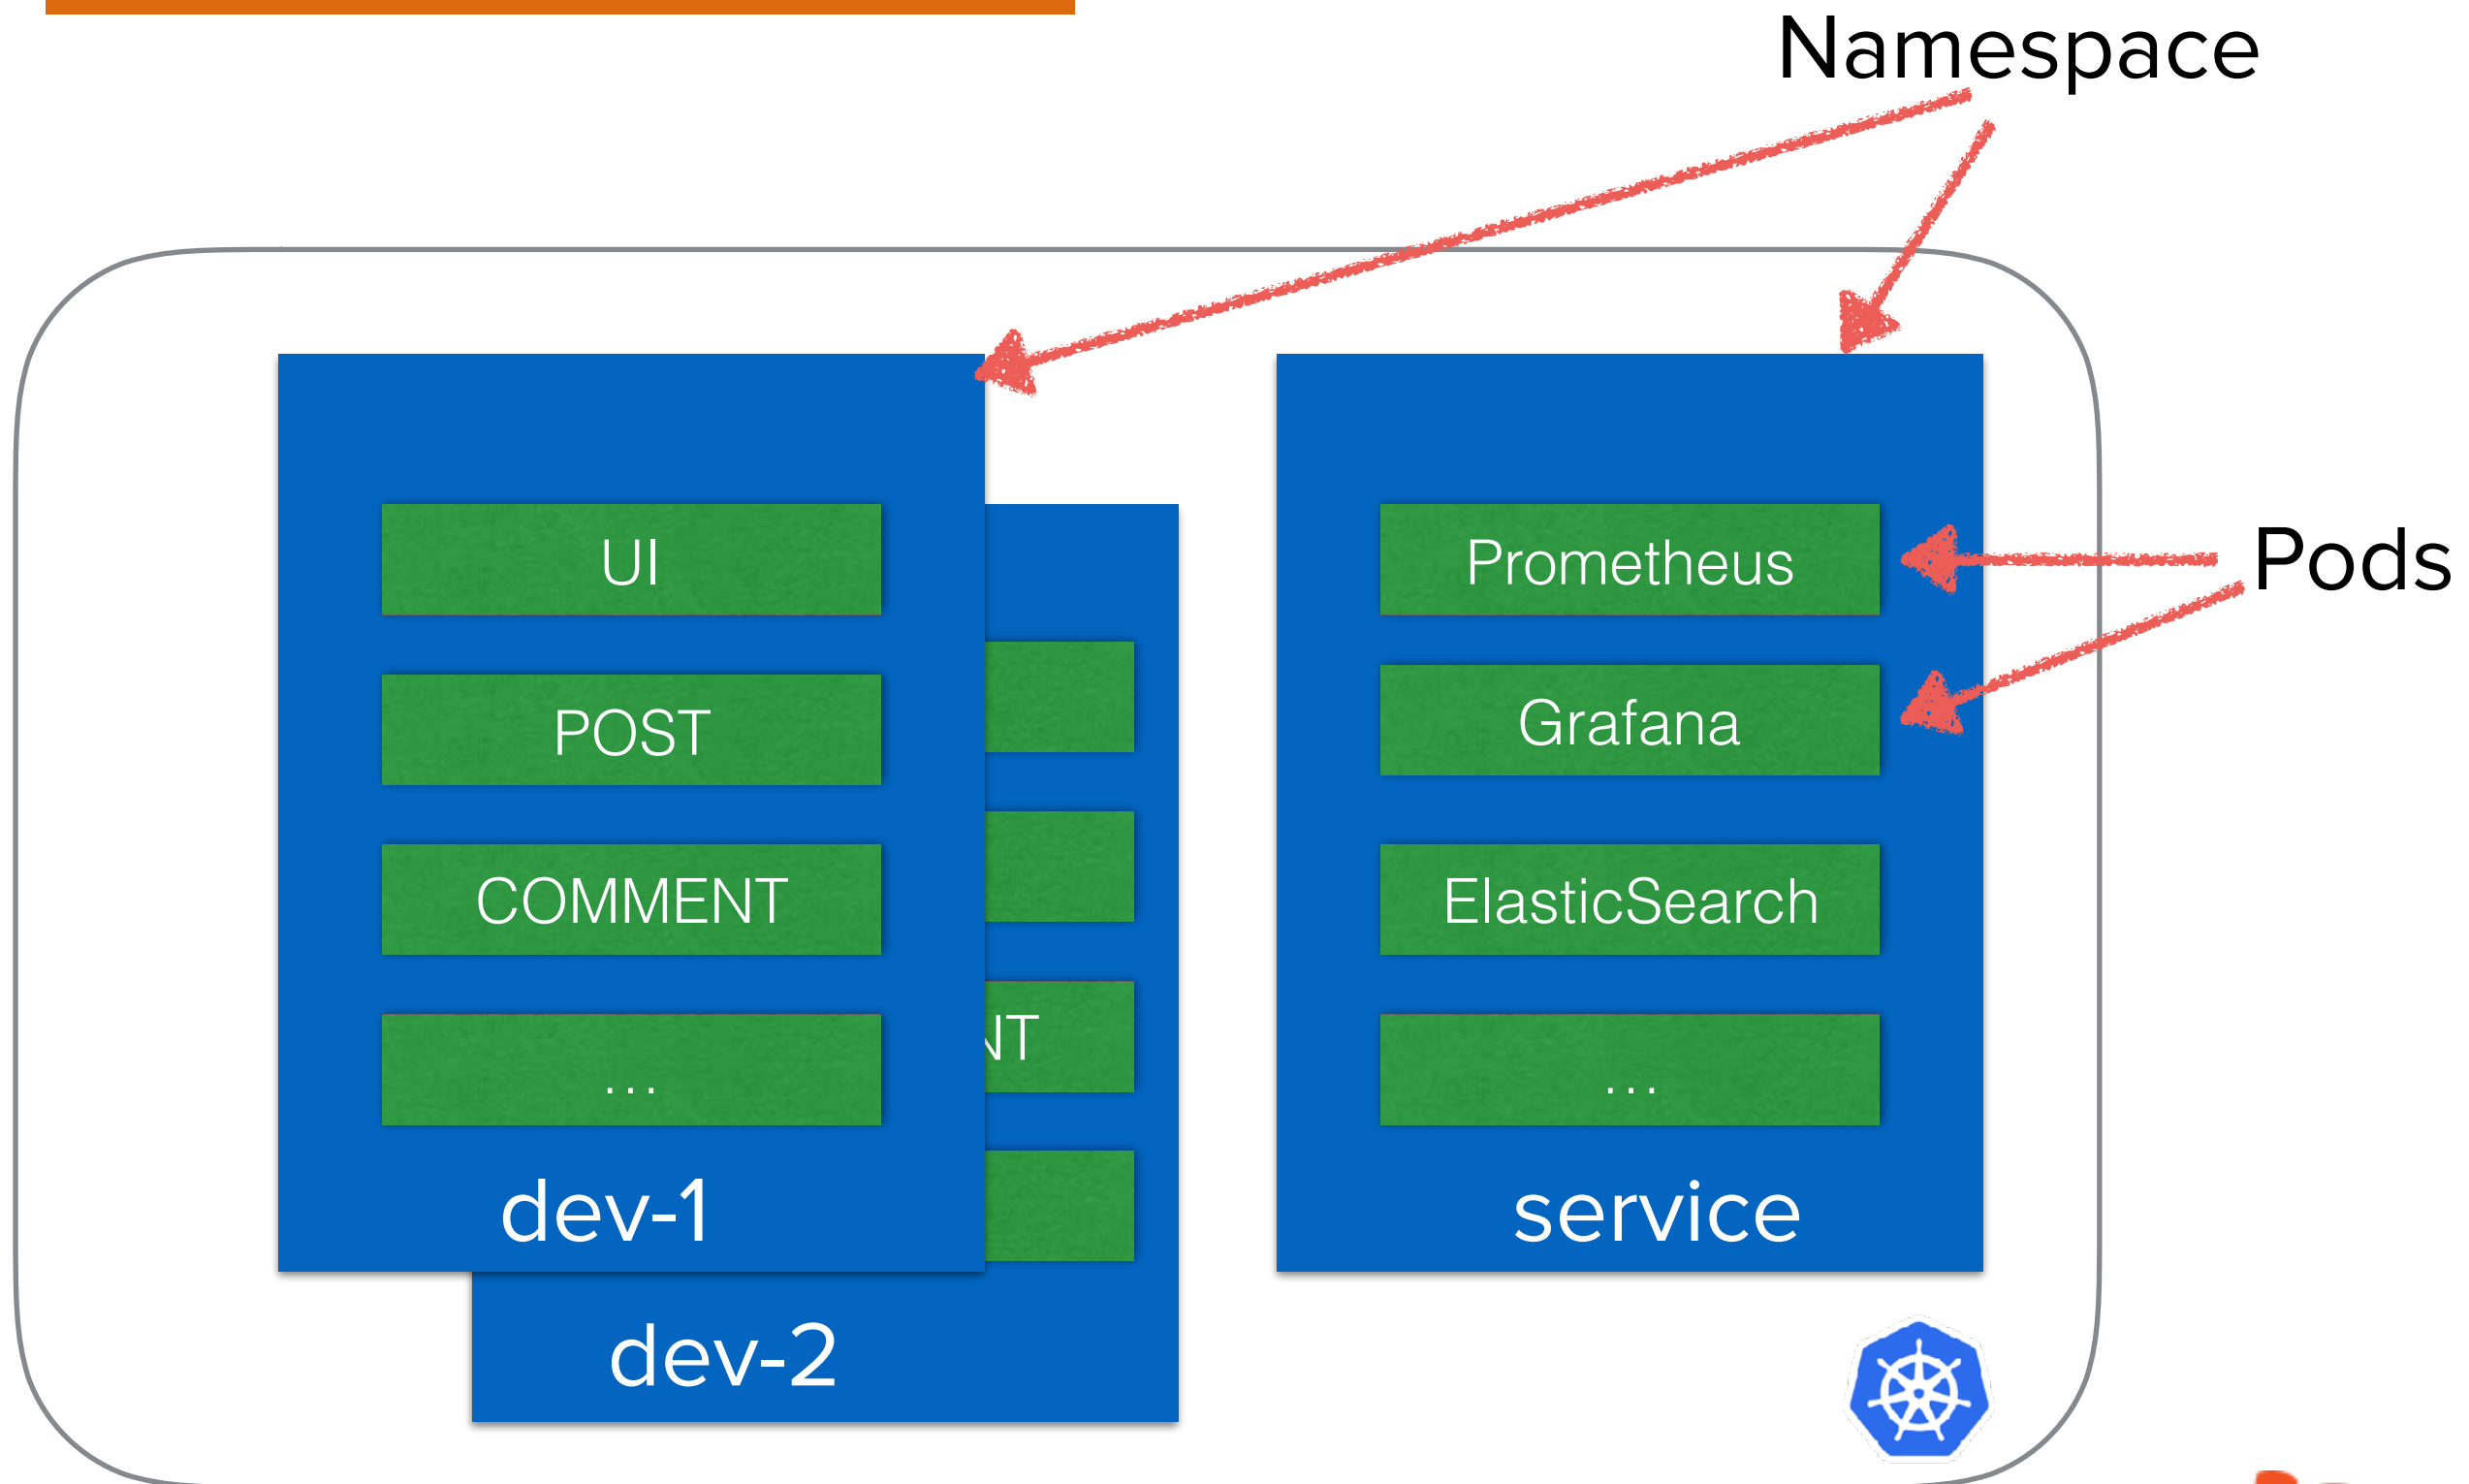 Namespace
UI
POST
COMMENT
...
dev-1
NT
dev-2
Prometheus
Grafana
ElasticSearch
...
service
Pods